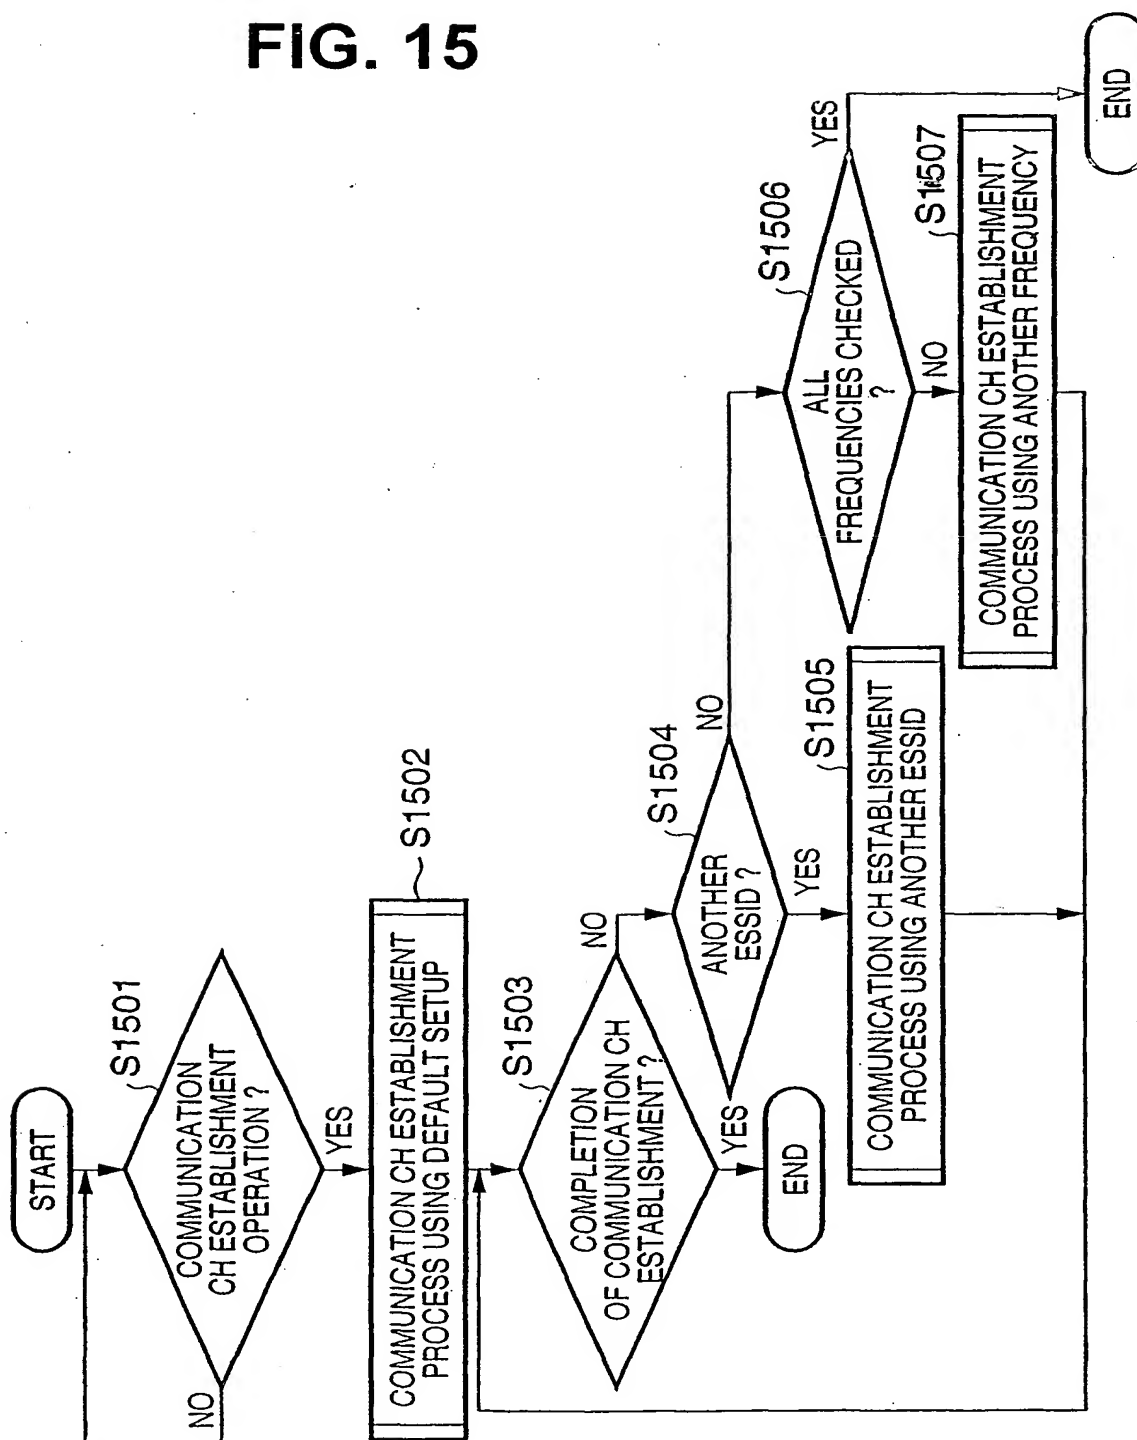 FIG. 15
START
S1501
COMMUNICATION
CH ESTABLISHMENT
OPERATION ?
NO
YES
S1502
COMMUNICATION CH ESTABLISHMENT
PROCESS USING DEFAULT SETUP
S1503
COMPLETION
OF COMMUNICATION CH
ESTABLISHMENT ?
NO
YES
END
S1504
ANOTHER
ESSID ?
NO
YES
S1505
COMMUNICATION CH ESTABLISHMENT
PROCESS USING ANOTHER ESSID
S1506
ALL
FREQUENCIES CHECKED
?
YES
NO
S1507
COMMUNICATION CH ESTABLISHMENT
PROCESS USING ANOTHER FREQUENCY
END